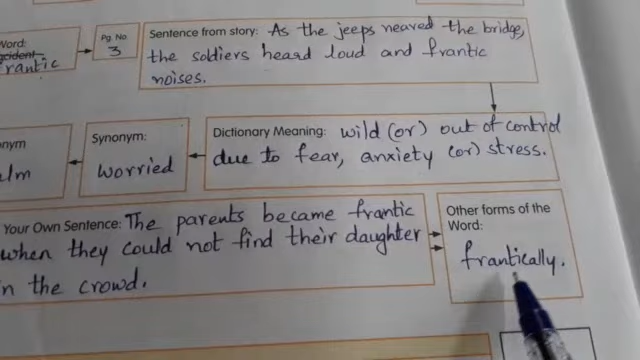 Word:
accident
frantic
Pg. No
3
Sentence from story: As the jeeps neared the bridge,
the soldiers heard loud and frantic
noises.
Synonym:
worried
Dictionary Meaning: wild (or) out of control
due to fear, anxiety (or) stress.
Your Own Sentence: The parents became frantic
when they could not find their daughter
in the crowd.
Other forms of the
Word:
frantically.